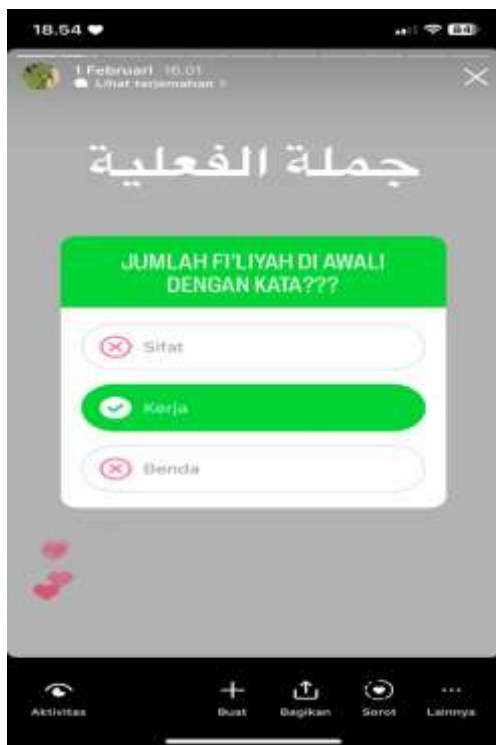 18.54
84
1 Februari 16.01
Lihat terjemahan >
جملة الفعلية
JUMLAH FI'LIYAH DI AWALI
DENGAN KATA???
Sifat
Kerja
Benda
Aktivitas
Buat
Bagikan
Sorot
Lainnya